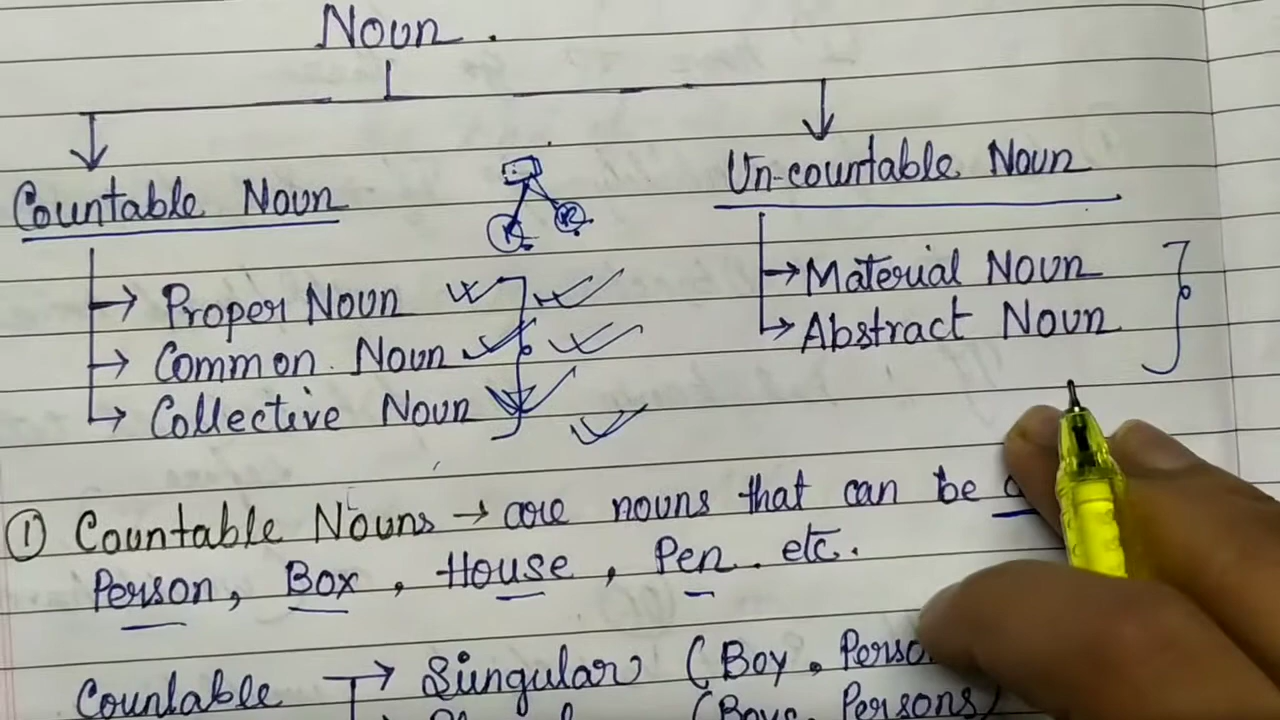 Noun.
Countable Noun
Un-countable Noun
→ Proper Noun
→ Common Noun
→ Collective Noun
→ Material Noun
→ Abstract Noun
① Countable Nouns → are nouns that can be
Person, Box, House, Pen. etc.
Countable → Singular (Boy, Perso
(Boys, Persons)